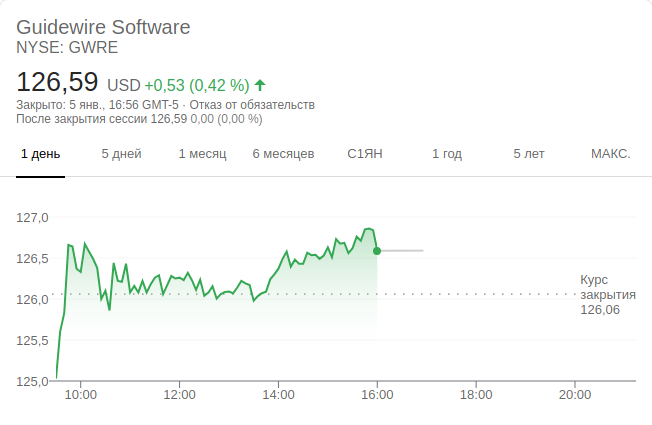 Guidewire Software
NYSE: GWRE
126,59 USD +0,53 (0,42 %)
Закрыто: 5 янв., 16:56 GMT-5 · Отказ от обязательств
После закрытия сессии 126,59 0,00 (0,00 %)
1 день 5 дней 1 месяц 6 месяцев С1ЯН 1 год 5 лет МАКС.
127,0
126,5
126,0
125,5
125,0
Курс
закрытия
126,06
10:00 12:00 14:00 16:00 18:00 20:00